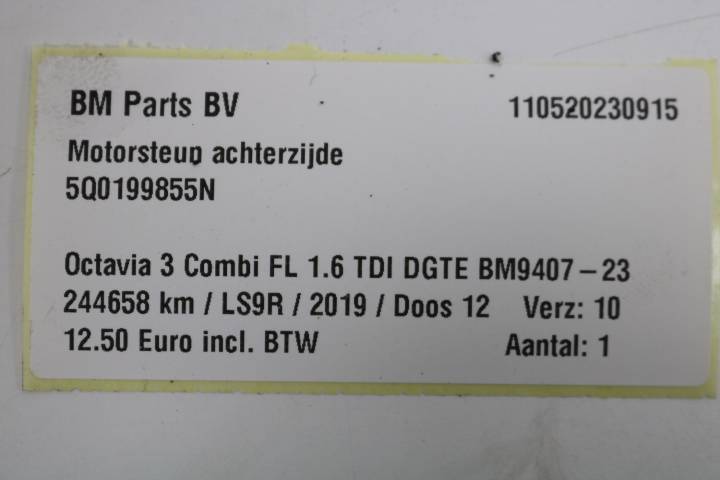 BM Parts BV 110520230915
Motorsteun achterzijde
5Q0199855N
Octavia 3 Combi FL 1.6 TDI DGTE BM9407-23
244658 km / LS9R / 2019 / Doos 12 Verz: 10
12.50 Euro incl. BTW Aantal: 1